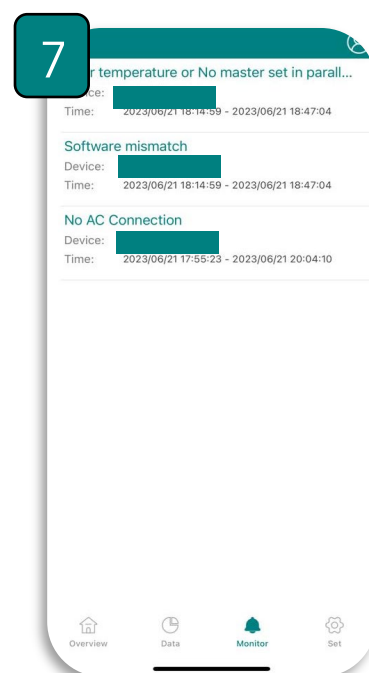 7
r temperature or No master set in parall...
ce:
Time: 2023/06/21 18:14:59 - 2023/06/21 18:47:04
Software mismatch
Device:
Time: 2023/06/21 18:14:59 - 2023/06/21 18:47:04
No AC Connection
Device:
Time: 2023/06/21 17:55:23 - 2023/06/21 20:04:10
Overview Data Monitor Set